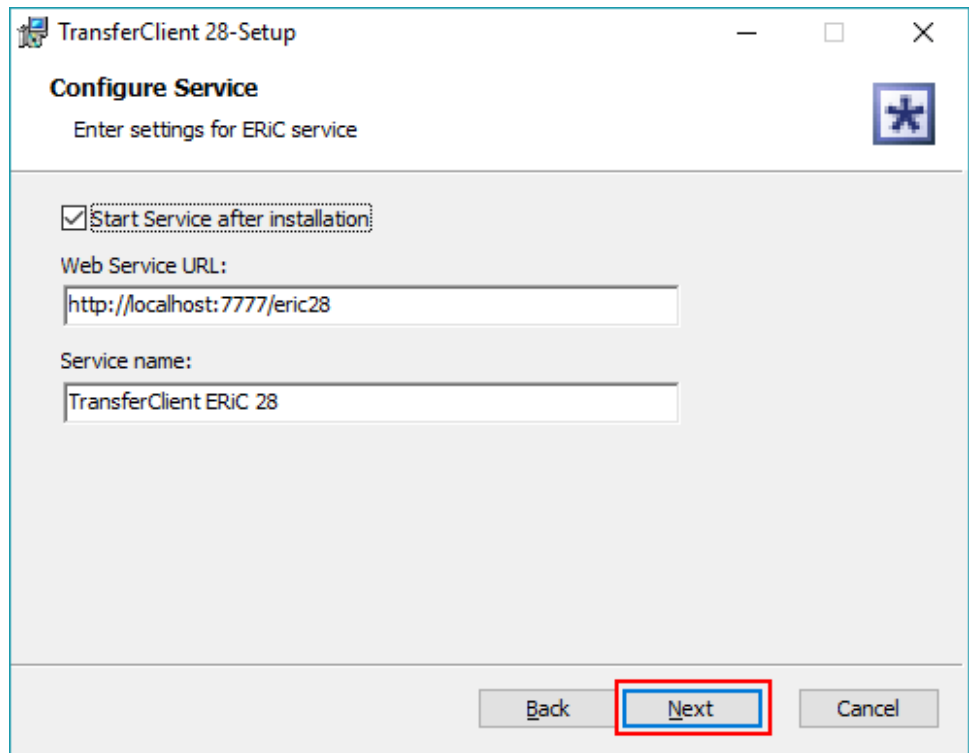 TransferClient 28-Setup
Configure Service
Enter settings for ERiC service
Start Service after installation
Web Service URL:
http://localhost:7777/eric28
Service name:
TransferClient ERiC 28
Back Next Cancel